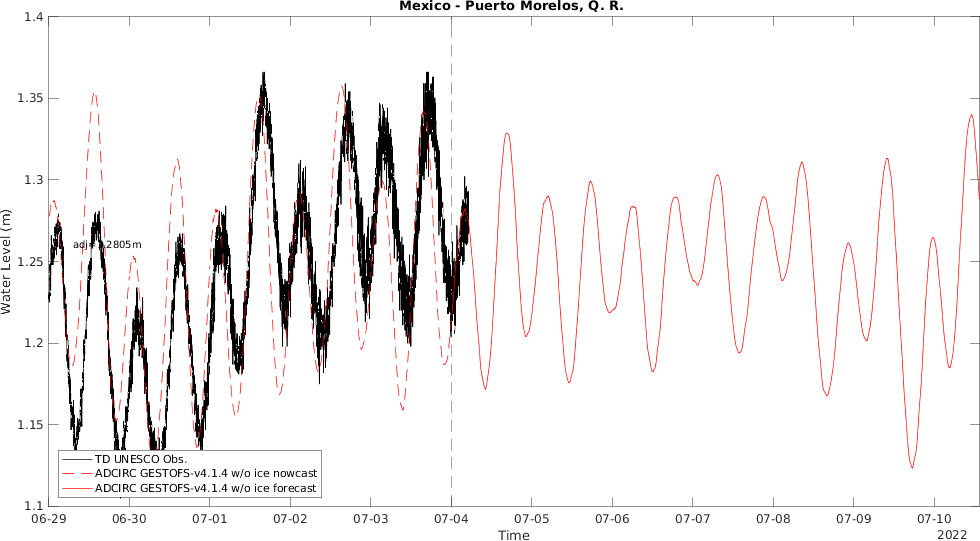 Mexico - Puerto Morelos, Q. R.
1.4
1.35
1.3
1.25
1.2
1.15
1.1
Water Level (m)
TD UNESCO Obs.
ADCIRC GESTOFS-v4.1.4 w/o ice nowcast
ADCIRC GESTOFS-v4.1.4 w/o ice forecast
06-29 06-30 07-01 07-02 07-03 07-04 07-05 07-06 07-07 07-08 07-09 07-10
Time
2022